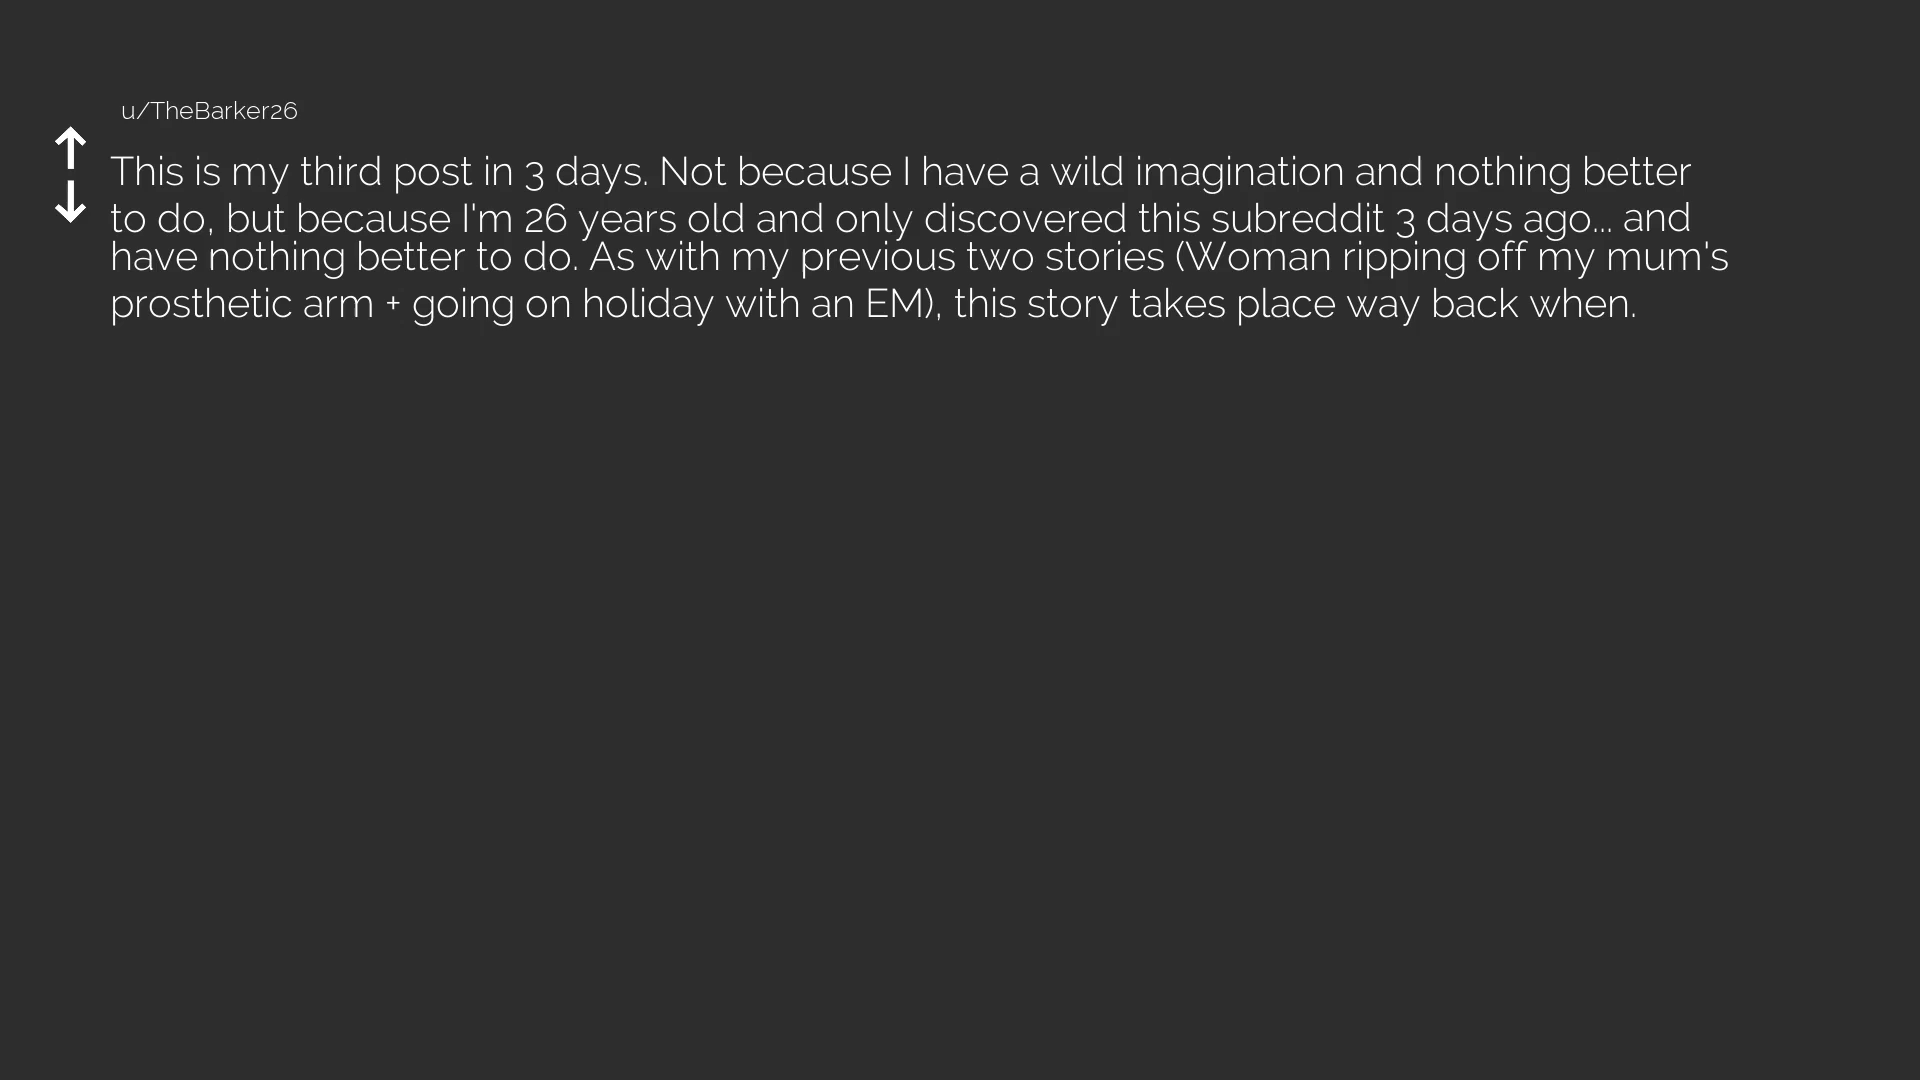 u/TheBarker26
This is my third post in 3 days. Not because I have a wild imagination and nothing better
to do, but because I'm 26 years old and only discovered this subreddit 3 days ago... and
have nothing better to do. As with my previous two stories (Woman ripping off my mum's
prosthetic arm + going on holiday with an EM), this story takes place way back when.